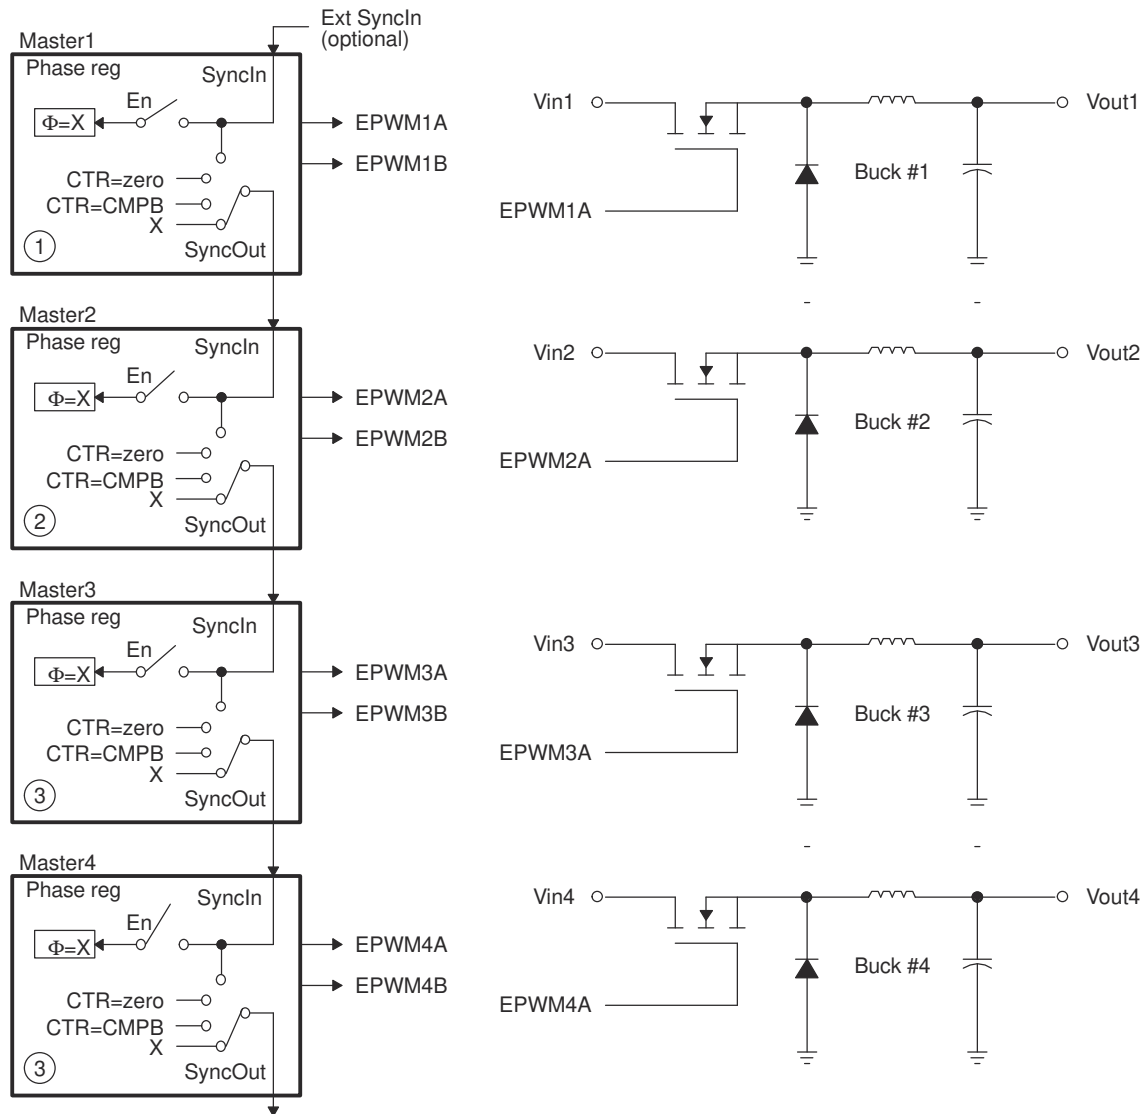 Ext SyncIn
(optional)
Master1
Phase reg
SyncIn
En
Φ=X
EPWM1A
EPWM1B
CTR=zero
CTR=CMPB
X
SyncOut
1
Vin1
Vout1
Buck #1
EPWM1A
Master2
Phase reg
SyncIn
En
Φ=X
EPWM2A
EPWM2B
CTR=zero
CTR=CMPB
X
SyncOut
2
Vin2
Vout2
Buck #2
EPWM2A
Master3
Phase reg
SyncIn
En
Φ=X
EPWM3A
EPWM3B
CTR=zero
CTR=CMPB
X
SyncOut
3
Vin3
Vout3
Buck #3
EPWM3A
Master4
Phase reg
SyncIn
En
Φ=X
EPWM4A
EPWM4B
CTR=zero
CTR=CMPB
X
SyncOut
3
Vin4
Vout4
Buck #4
EPWM4A